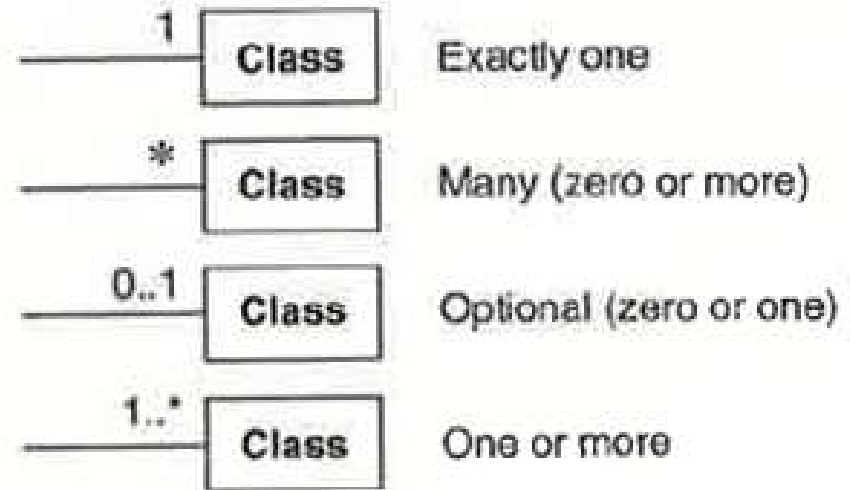 1
Class Exactly one
*
Class Many (zero or more)
0..1
Class Optional (zero or one)
1..*
Class One or more